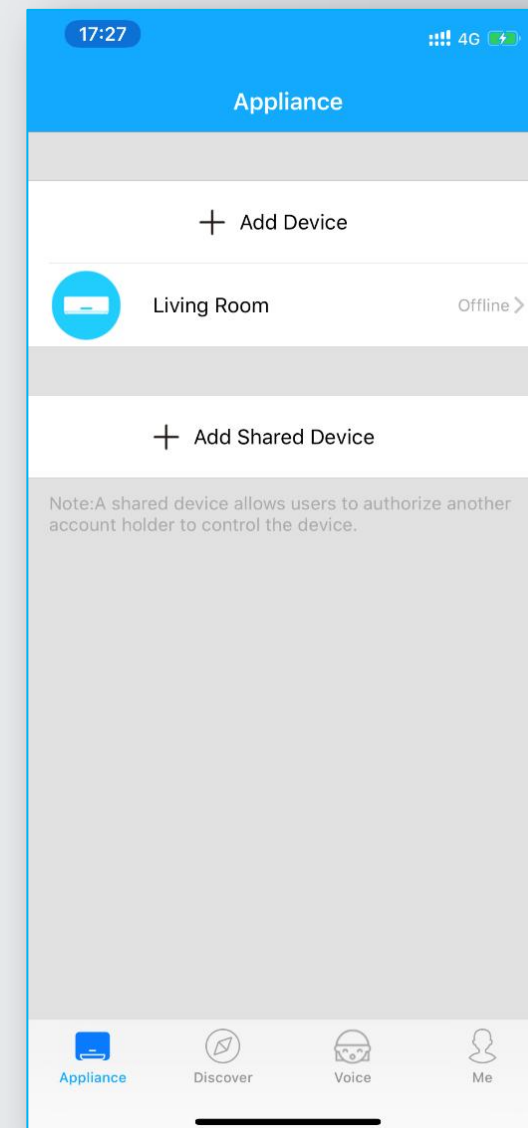 17:27
4G
Appliance
Add Device
Living Room
Offline
Add Shared Device
Note:A shared device allows users to authorize another
account holder to control the device.
Appliance
Discover
Voice
Me